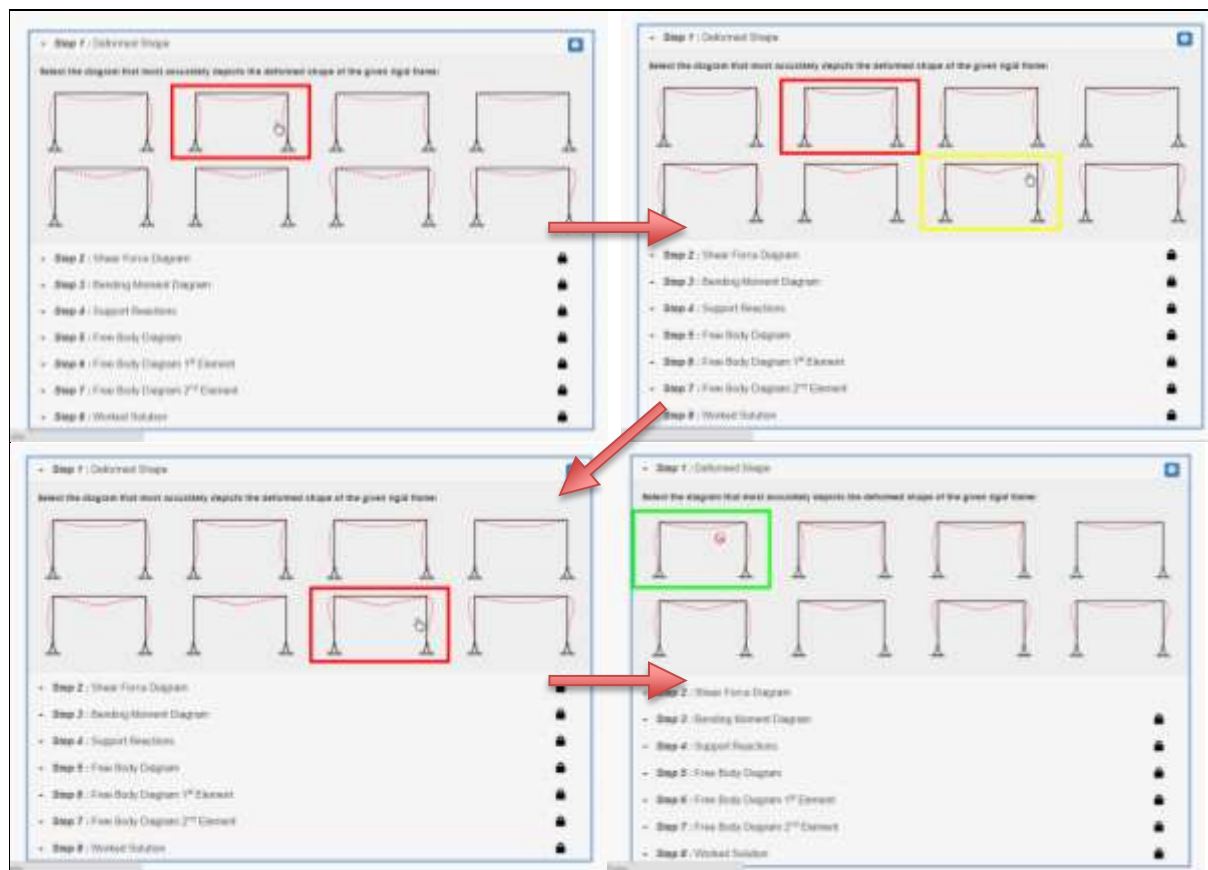 Step 1 : Deformed Shape
Select the diagram that most accurately depicts the deformed shape of the given rigid frame:
Step 2 : Shear Force Diagram
Step 3 : Bending Moment Diagram
Step 4 : Support Reactions
Step 5 : Free Body Diagram
Step 6 : Free Body Diagram 1st Element
Step 7 : Free Body Diagram 2nd Element
Step 8 : Worked Solution
Step 1 : Deformed Shape
Select the diagram that most accurately depicts the deformed shape of the given rigid frame:
Step 2 : Shear Force Diagram
Step 3 : Bending Moment Diagram
Step 4 : Support Reactions
Step 5 : Free Body Diagram
Step 6 : Free Body Diagram 1st Element
Step 7 : Free Body Diagram 2nd Element
Step 8 : Worked Solution
Step 1 : Deformed Shape
Select the diagram that most accurately depicts the deformed shape of the given rigid frame:
Step 2 : Shear Force Diagram
Step 3 : Bending Moment Diagram
Step 4 : Support Reactions
Step 5 : Free Body Diagram
Step 6 : Free Body Diagram 1st Element
Step 7 : Free Body Diagram 2nd Element
Step 8 : Worked Solution
Step 1 : Deformed Shape
Select the diagram that most accurately depicts the deformed shape of the given rigid frame:
Step 2 : Shear Force Diagram
Step 3 : Bending Moment Diagram
Step 4 : Support Reactions
Step 5 : Free Body Diagram
Step 6 : Free Body Diagram 1st Element
Step 7 : Free Body Diagram 2nd Element
Step 8 : Worked Solution